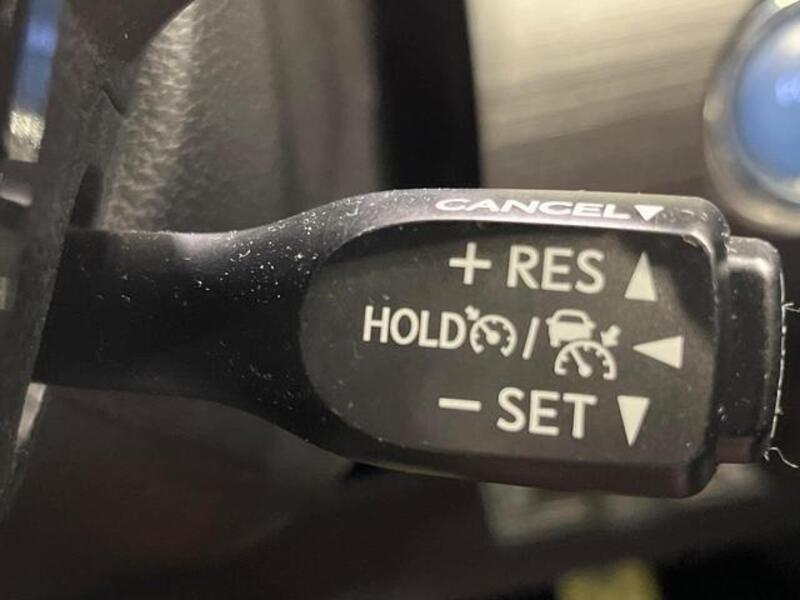 CANCEL▼
+ RES ▲
HOLD / ◀
− SET ▼